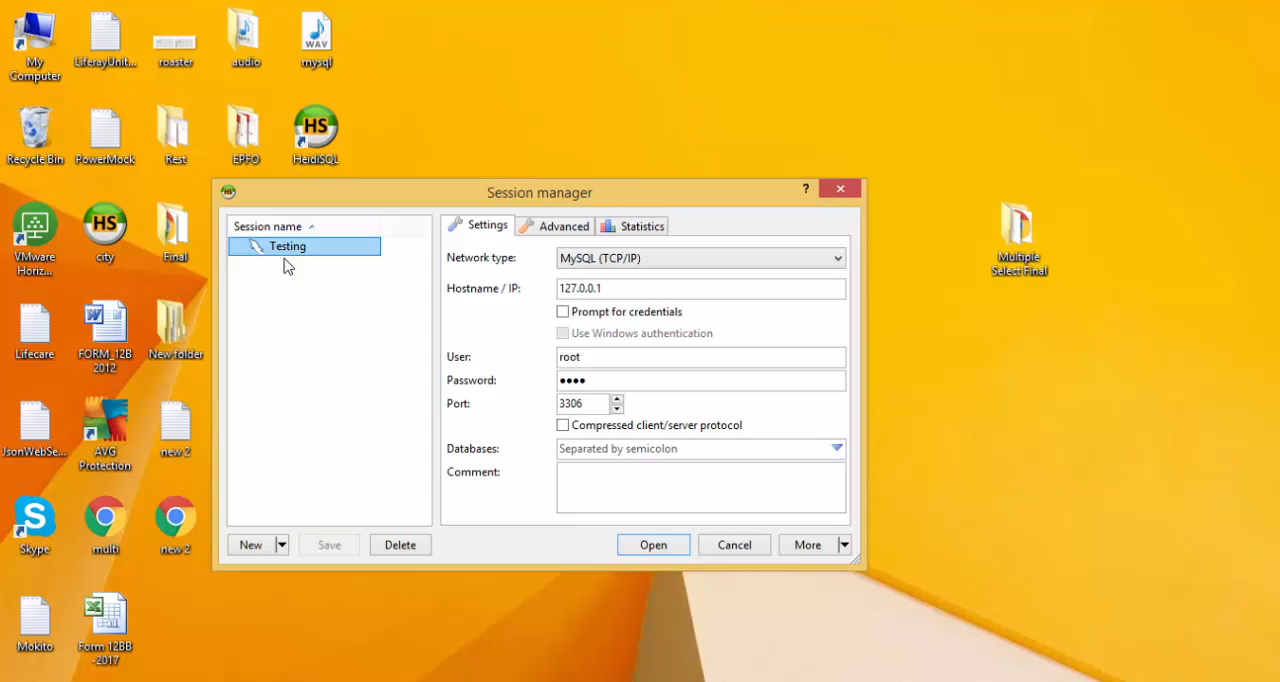 My Computer
LiferayUnit...
roaster
audio
WAV
mysql
Recycle Bin
PowerMock
Rest
EPFO
HS
HeidiSQL
VMware Horiz...
HS
city
Final
Lifecare
FORM_12B 2012
New folder
JsonWebSe...
AVG Protection
new 2
Skype
multi
new 2
Mokito
Form 12BB -2017
Multiple Select Final
HS
Session manager
?
Session name
Testing
New
Save
Delete
Settings
Advanced
Statistics
Network type:
MySQL (TCP/IP)
Hostname / IP:
127.0.0.1
Prompt for credentials
Use Windows authentication
User:
root
Password:
••••
Port:
3306
Compressed client/server protocol
Databases:
Separated by semicolon
Comment:
Open
Cancel
More